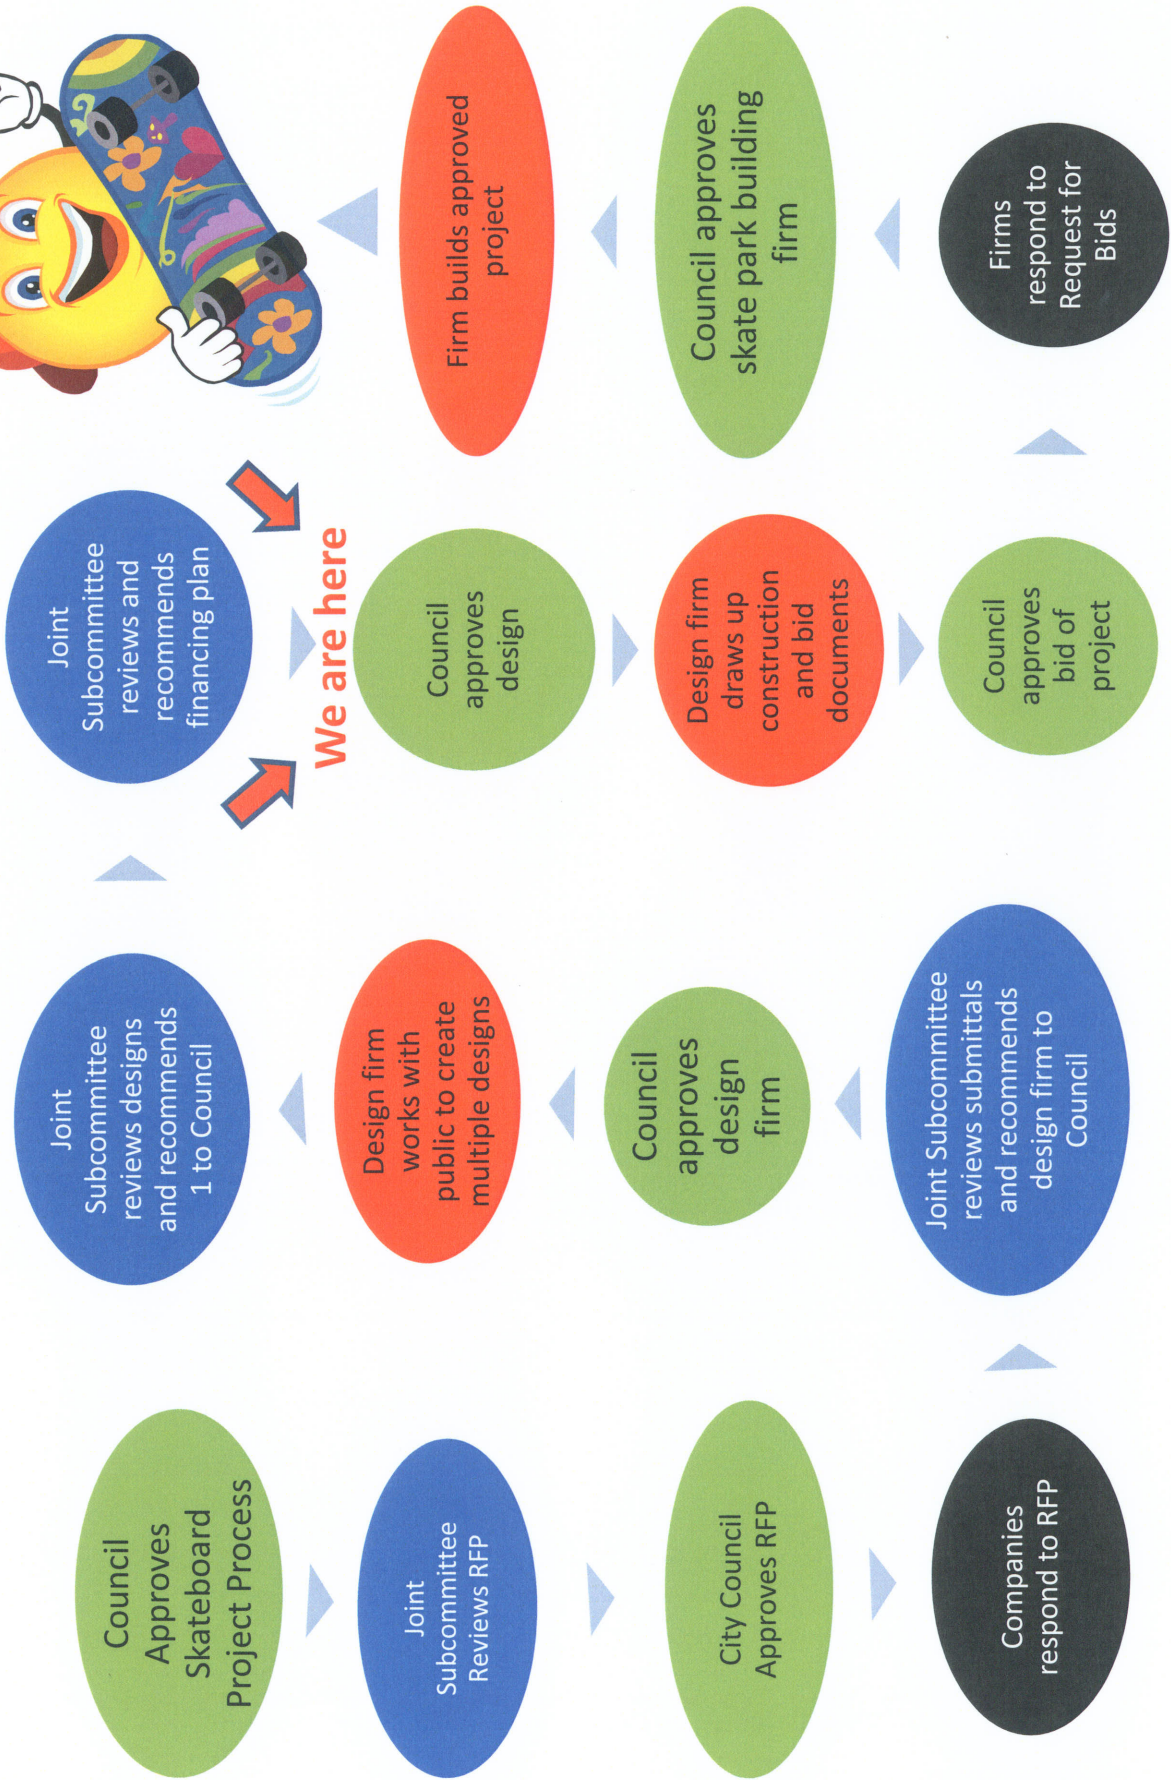 Council
Approves
Skateboard
Project Process
Joint
Subcommittee
Reviews RFP
City Council
Approves RFP
Companies
respond to RFP
Joint Subcommittee
reviews submittals
and recommends
design firm to
Council
Council
approves
design
firm
Design firm
works with
public to create
multiple designs
Joint
Subcommittee
reviews designs
and recommends
1 to Council
Joint
Subcommittee
reviews and
recommends
financing plan
We are here
Council
approves
design
Design firm
draws up
construction
and bid
documents
Council
approves
bid of
project
Firms
respond to
Request for
Bids
Council approves
skate park building
firm
Firm builds approved
project